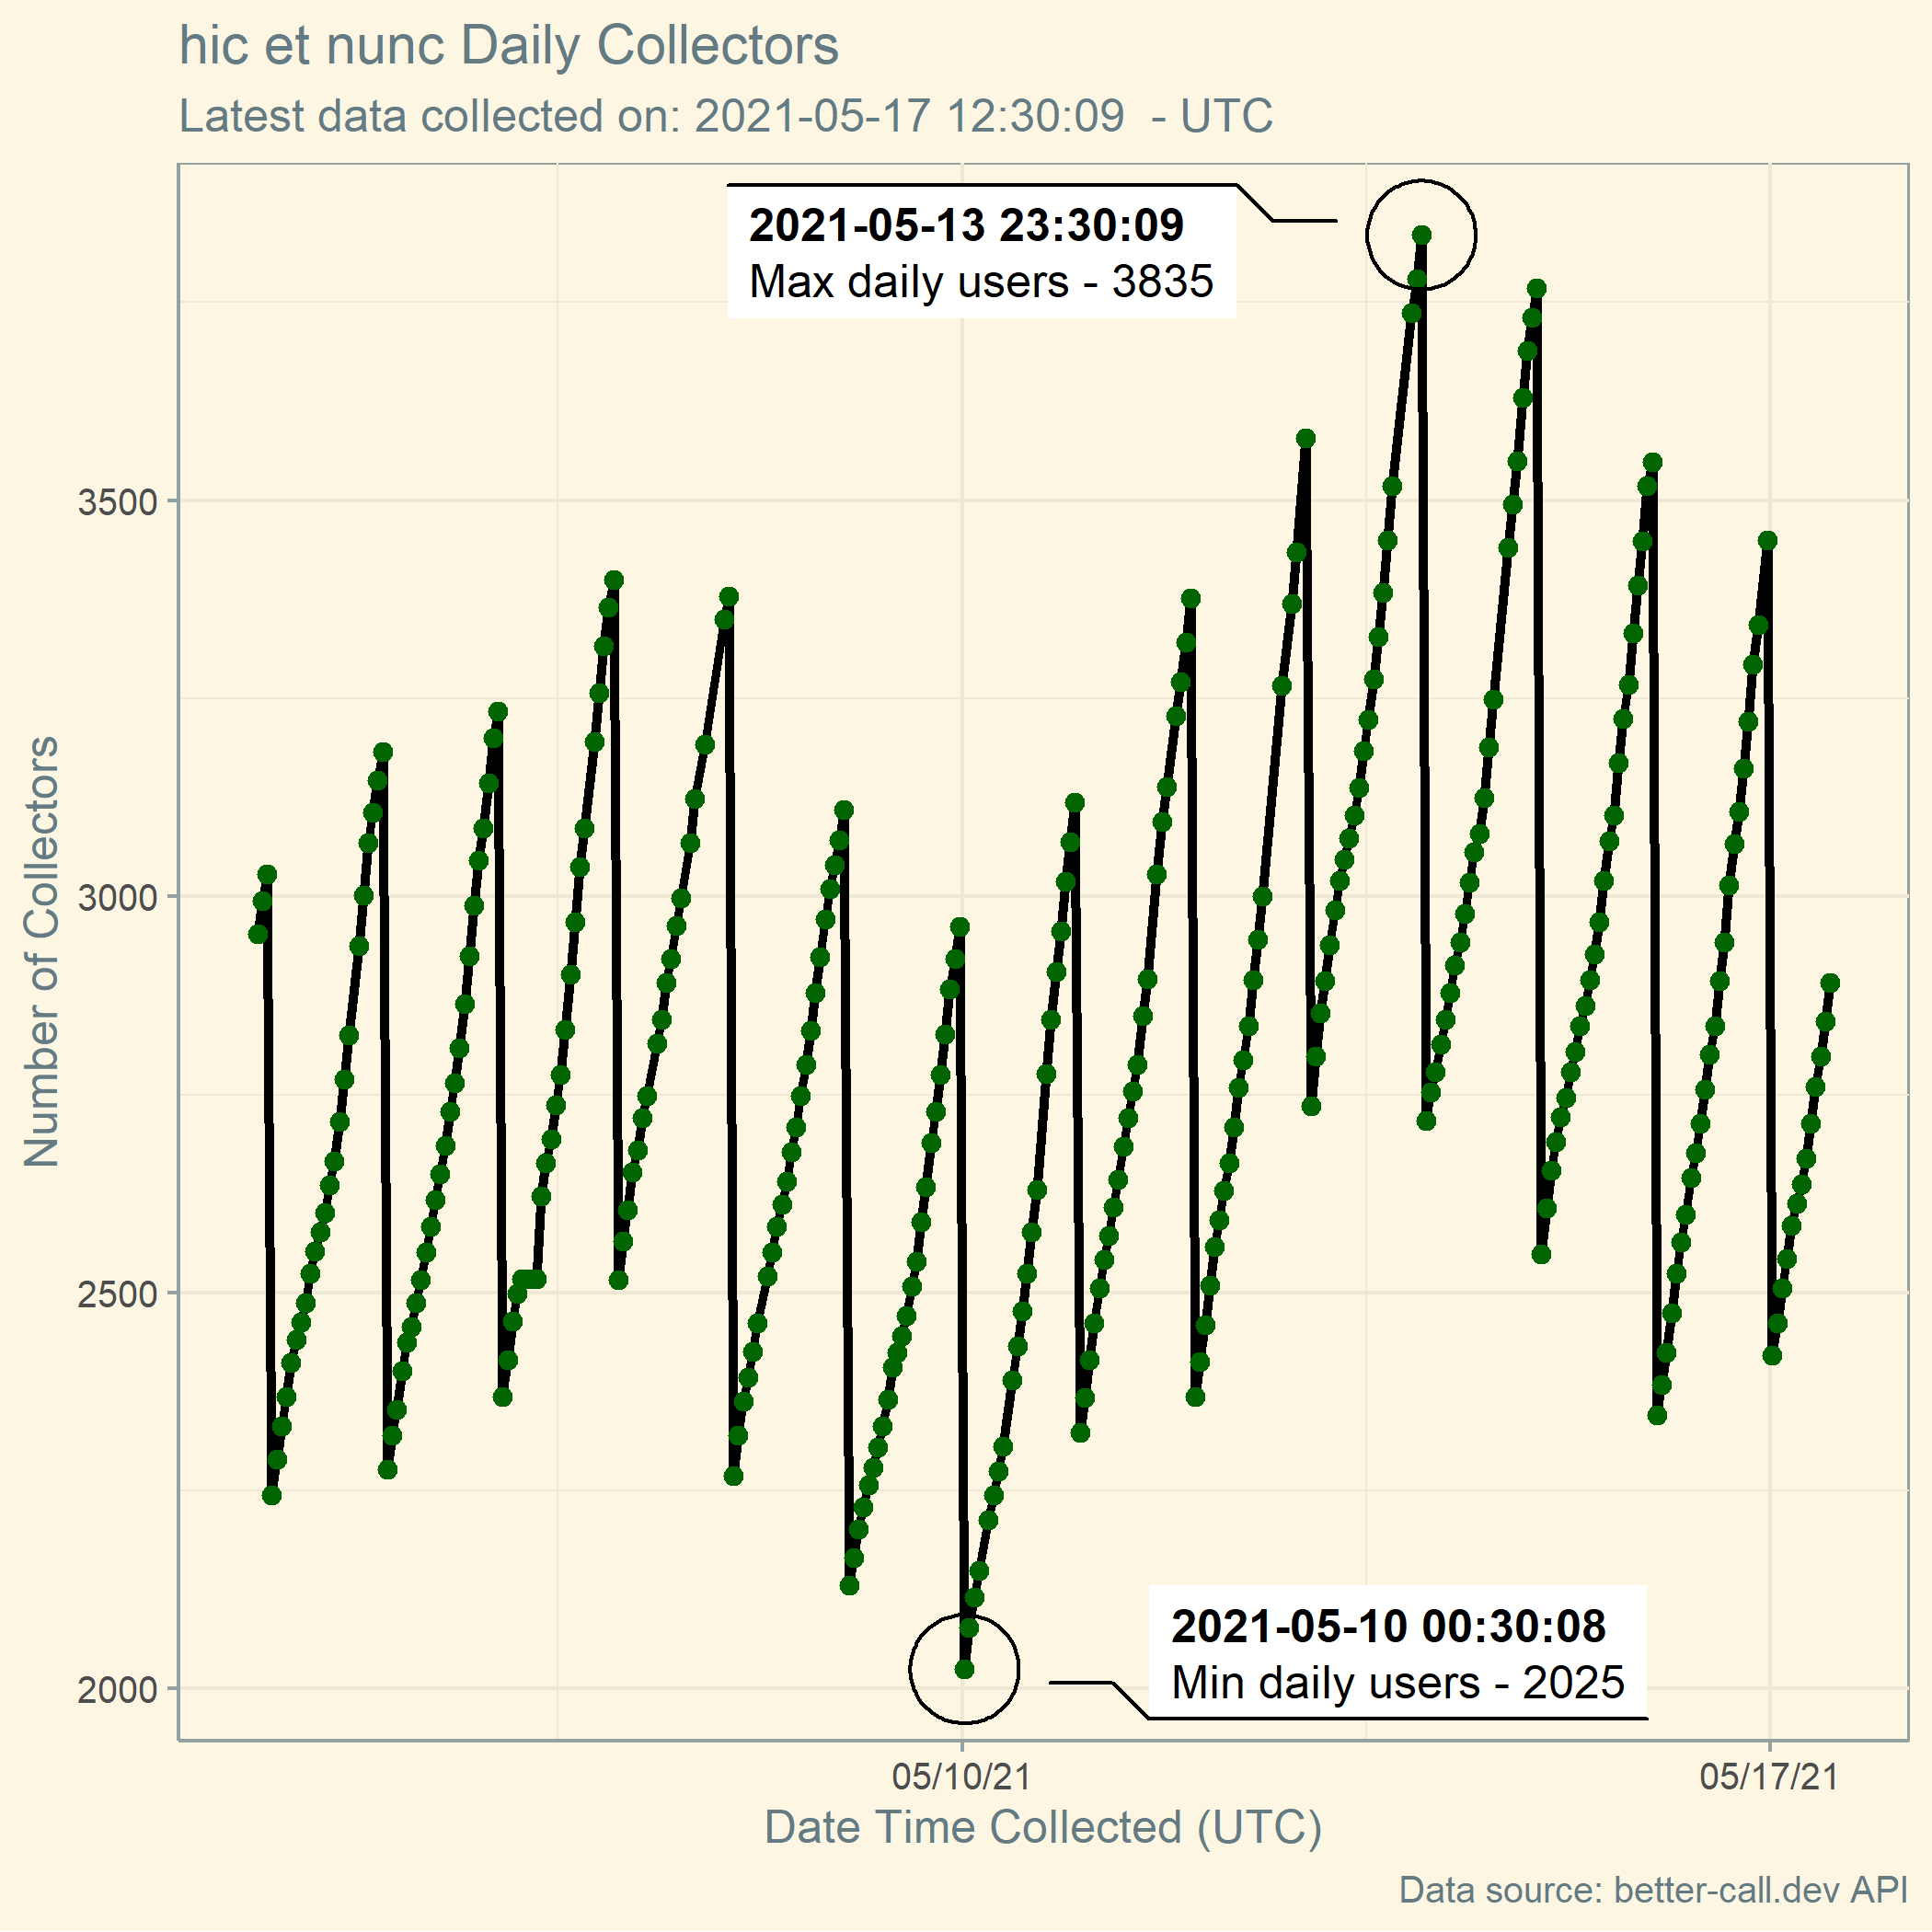 hic et nunc Daily Collectors
Latest data collected on: 2021-05-17 12:30:09  - UTC
2021-05-13 23:30:09
Max daily users - 3835
3500
3000
2500
2000
Number of Collectors
2021-05-10 00:30:08
Min daily users - 2025
05/10/21
05/17/21
Date Time Collected (UTC)
Data source: better-call.dev API